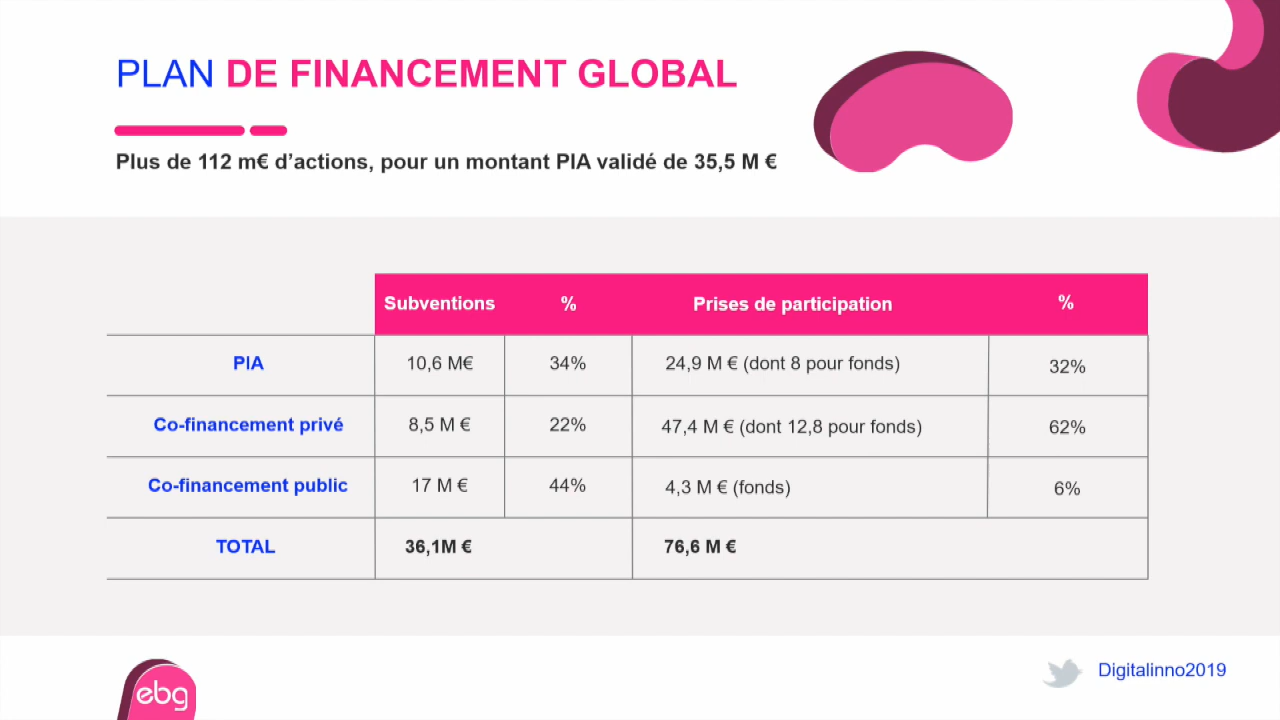 PLAN DE FINANCEMENT GLOBAL
Plus de 112 m€ d’actions, pour un montant PIA validé de 35,5 M €
Subventions % Prises de participation %
PIA 10,6 M€ 34% 24,9 M € (dont 8 pour fonds) 32%
Co-financement privé 8,5 M € 22% 47,4 M € (dont 12,8 pour fonds) 62%
Co-financement public 17 M € 44% 4,3 M € (fonds) 6%
TOTAL 36,1M € 76,6 M €
ebg
Digitalinno2019